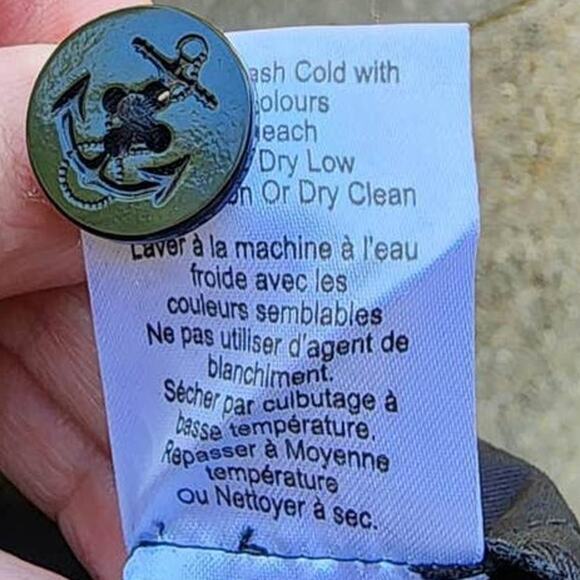 ash Cold with
olours
each
Dry Low
on Or Dry Clean
Laver à la machine à l'eau
froide avec les
couleurs semblables
Ne pas utiliser d'agent de
blanchiment.
Sécher par culbutage à
basse température.
Repasser à Moyenne
température
ou Nettoyer à sec.